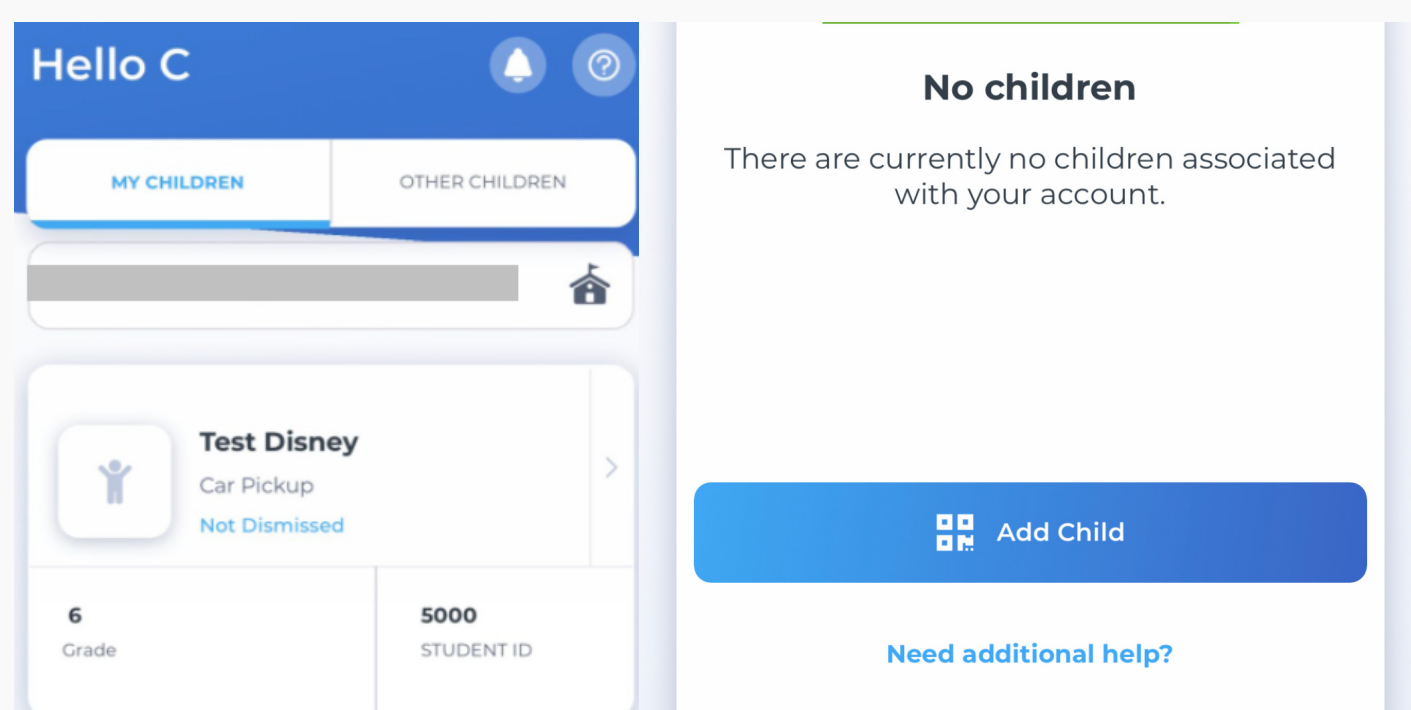 Hello C
MY CHILDREN
OTHER CHILDREN
Test Disney
Car Pickup
Not Dismissed
6
Grade
5000
STUDENT ID
No children
There are currently no children associated
with your account.
Add Child
Need additional help?